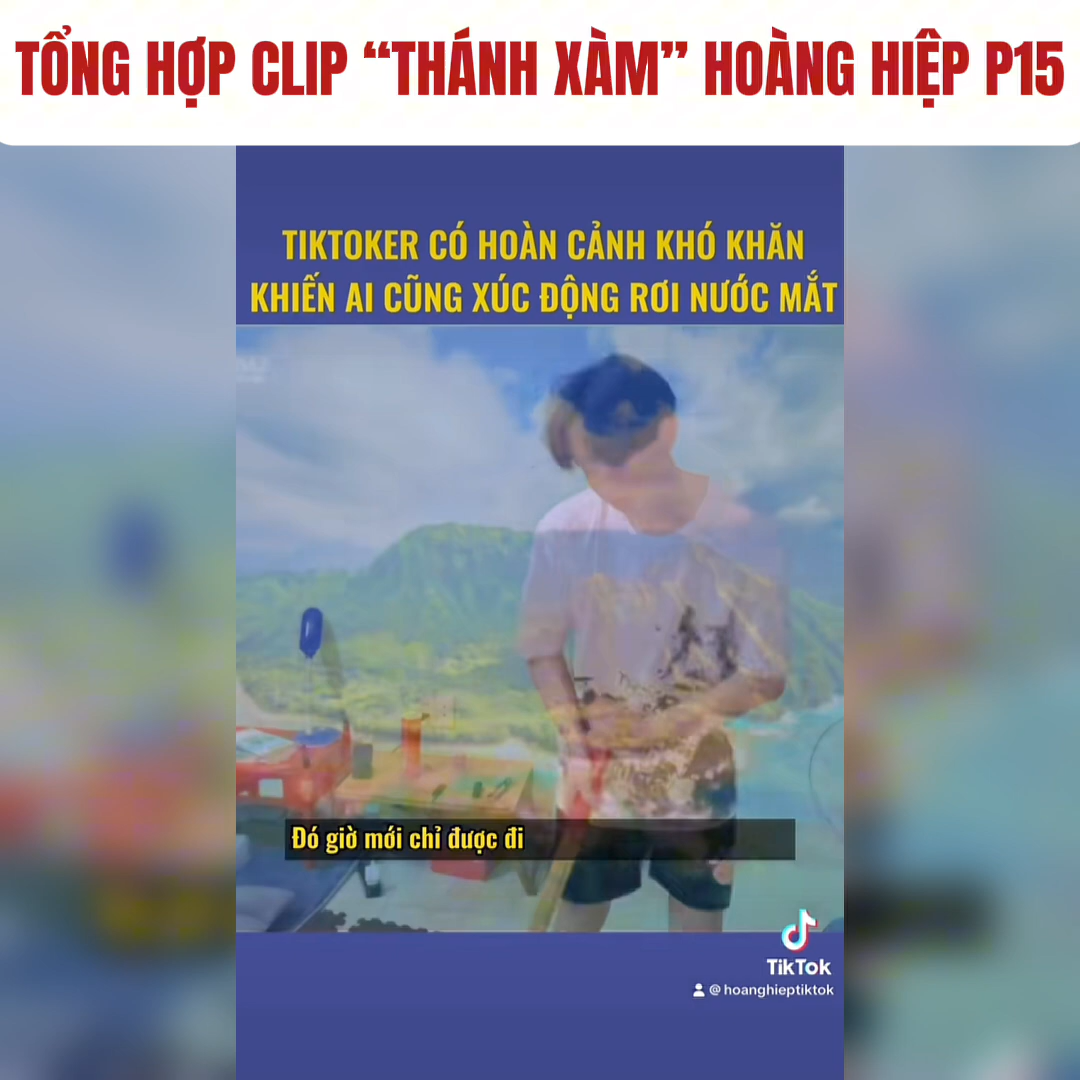 TỔNG HỢP CLIP “THÁNH XÀM” HOÀNG HIỆP P15
TIKTOKER CÓ HOÀN CẢNH KHÓ KHĂN
KHIẾN AI CŨNG XÚC ĐỘNG RƠI NƯỚC MẮT
Đó giờ mới chỉ được đi
TikTok
@hoanghieptiktok